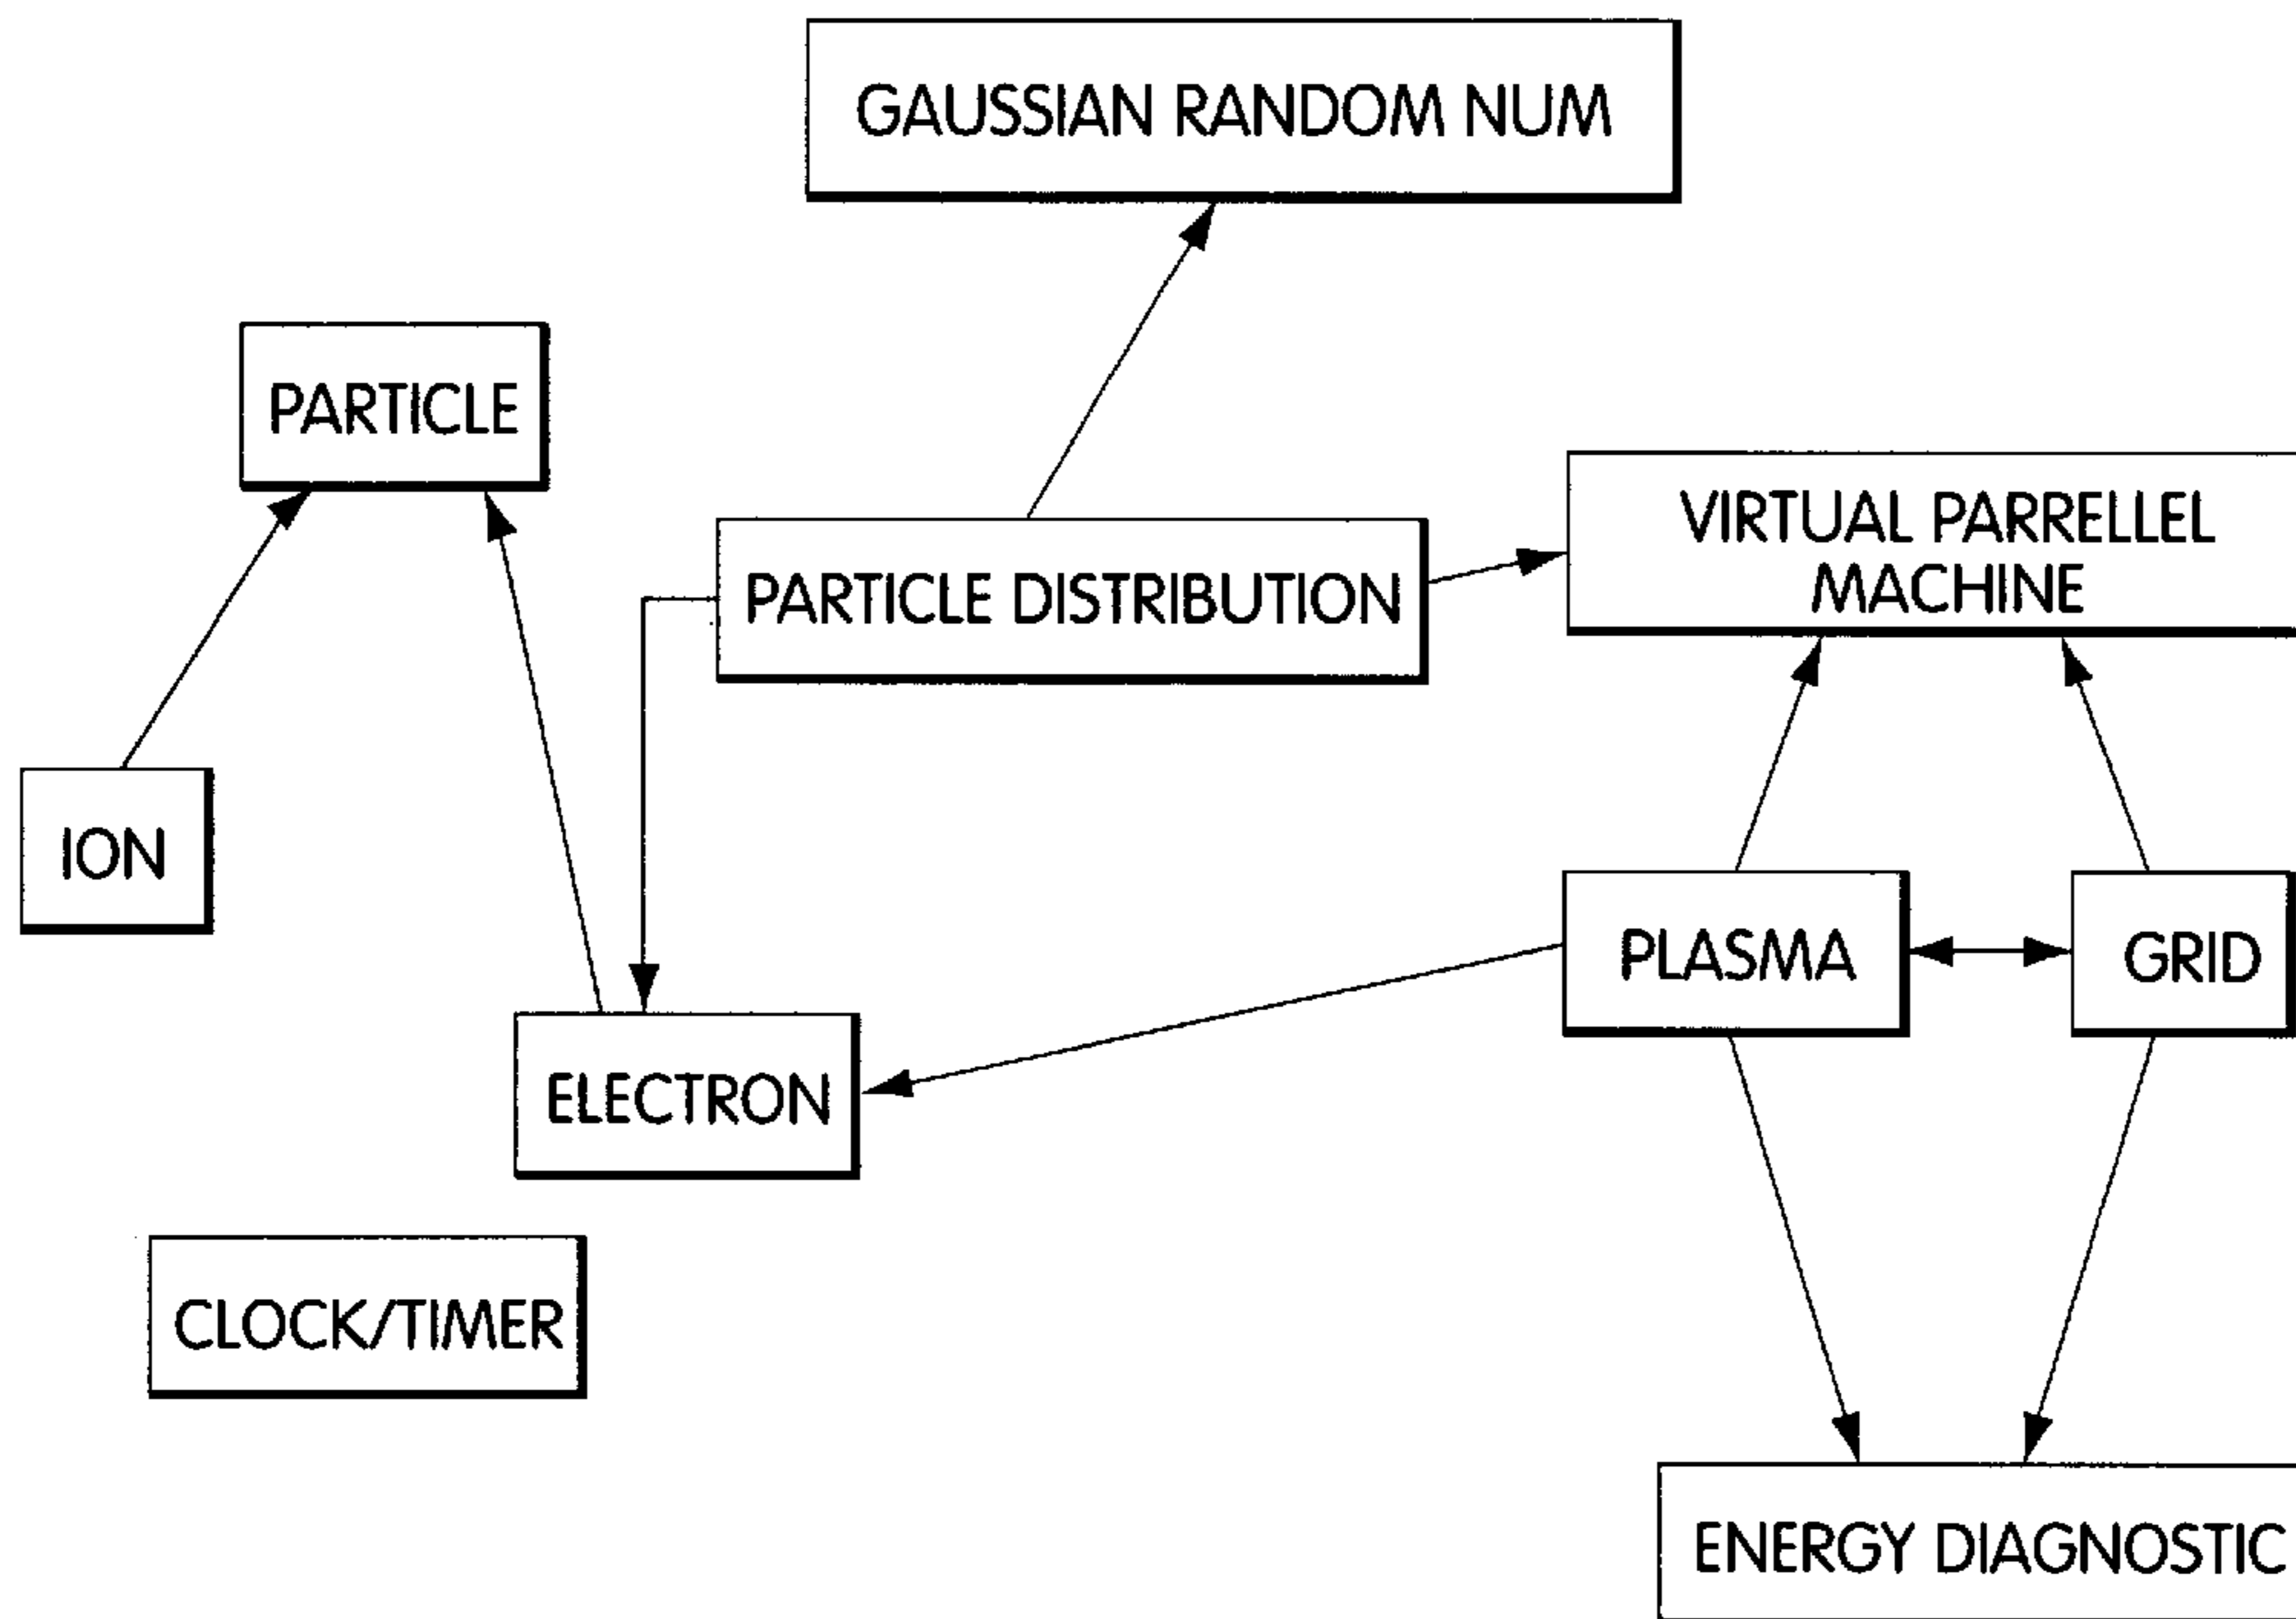 GAUSSIAN RANDOM NUM
PARTICLE
VIRTUAL PARRELLEL
MACHINE
PARTICLE DISTRIBUTION
ION
PLASMA
GRID
ELECTRON
CLOCK/TIMER
ENERGY DIAGNOSTIC